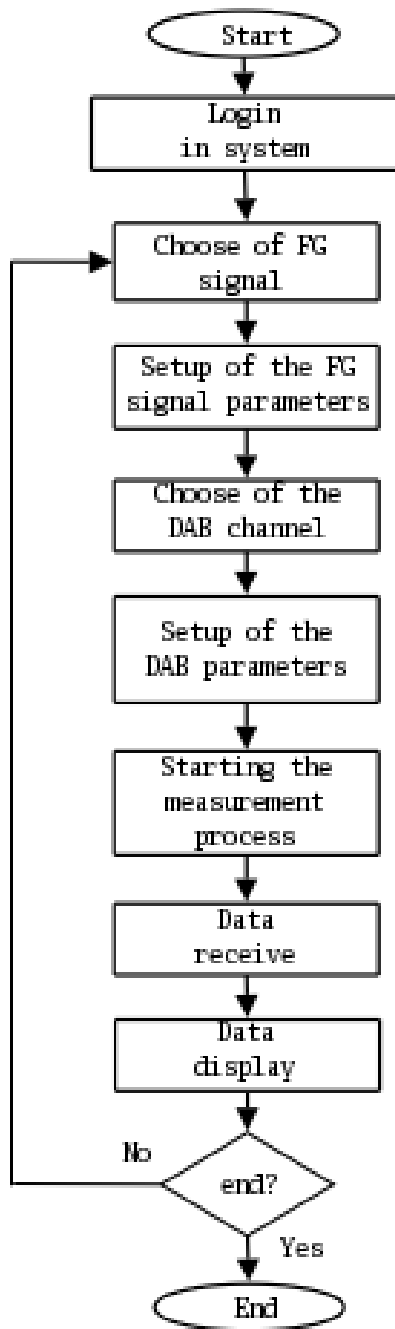 Start
Login
in system
Choose of FG
signal
Setup of the FG
signal parameters
Choose of the
DAB channel
Setup of the
DAB parameters
Starting the
measurement
process
Data
receive
Data
display
No
end?
Yes
End